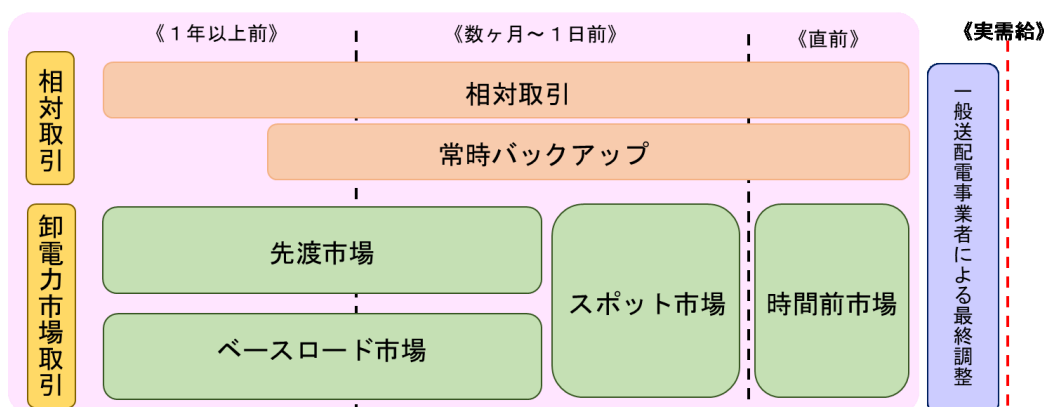 《１年以上前》
《数ヶ月～１日前》
《直前》
《実需給》
相対取引
相対取引
常時バックアップ
卸電力市場取引
先渡市場
ベースロード市場
スポット市場
時間前市場
一般送配電事業者による最終調整